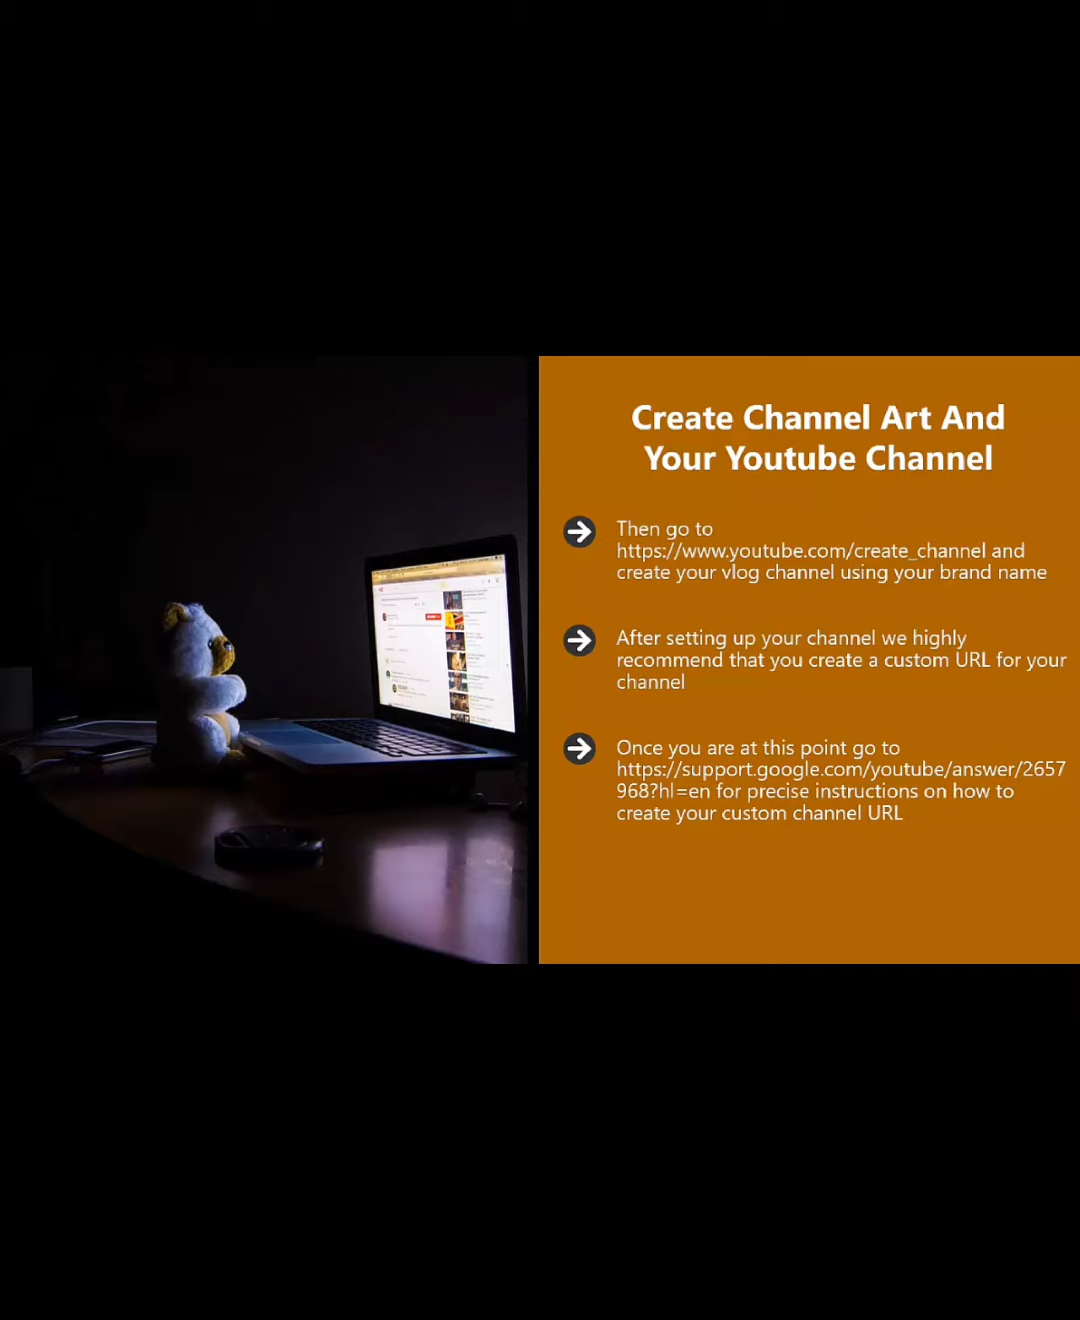 Create Channel Art And
Your Youtube Channel
Then go to
https://www.youtube.com/create_channel and
create your vlog channel using your brand name
After setting up your channel we highly
recommend that you create a custom URL for your
channel
Once you are at this point go to
https://support.google.com/youtube/answer/2657
968?hl=en for precise instructions on how to
create your custom channel URL